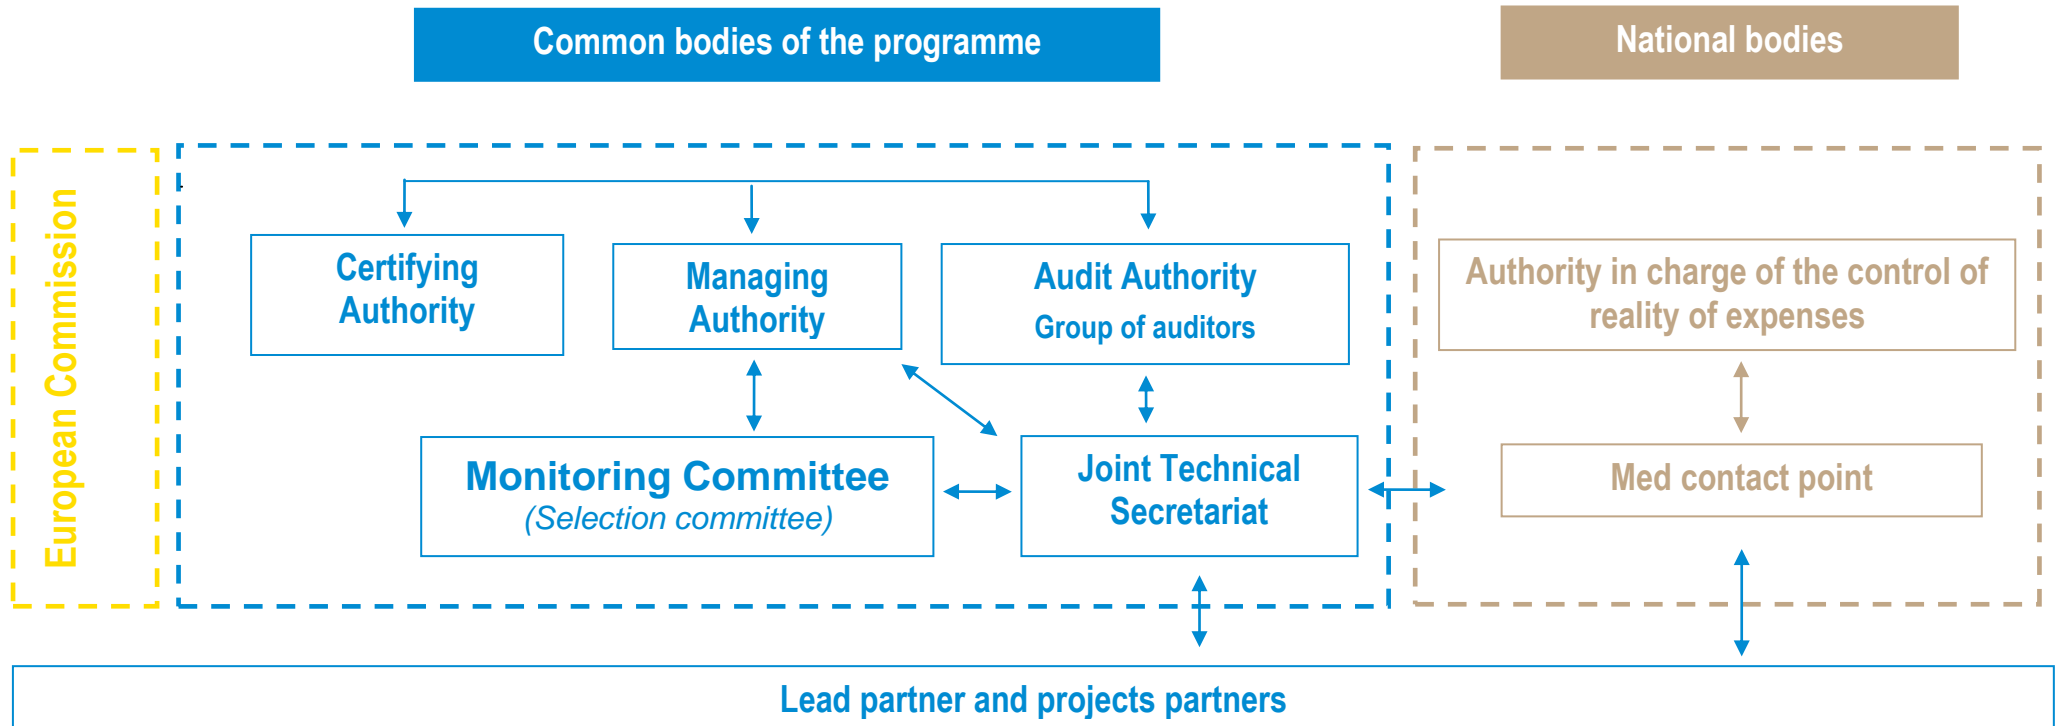 Common bodies of the programme
National bodies
European Commission
Certifying
Authority
Managing
Authority
Audit Authority
Group of auditors
Authority in charge of the control of
reality of expenses
Monitoring Committee
(Selection committee)
Joint Technical
Secretariat
Med contact point
Lead partner and projects partners